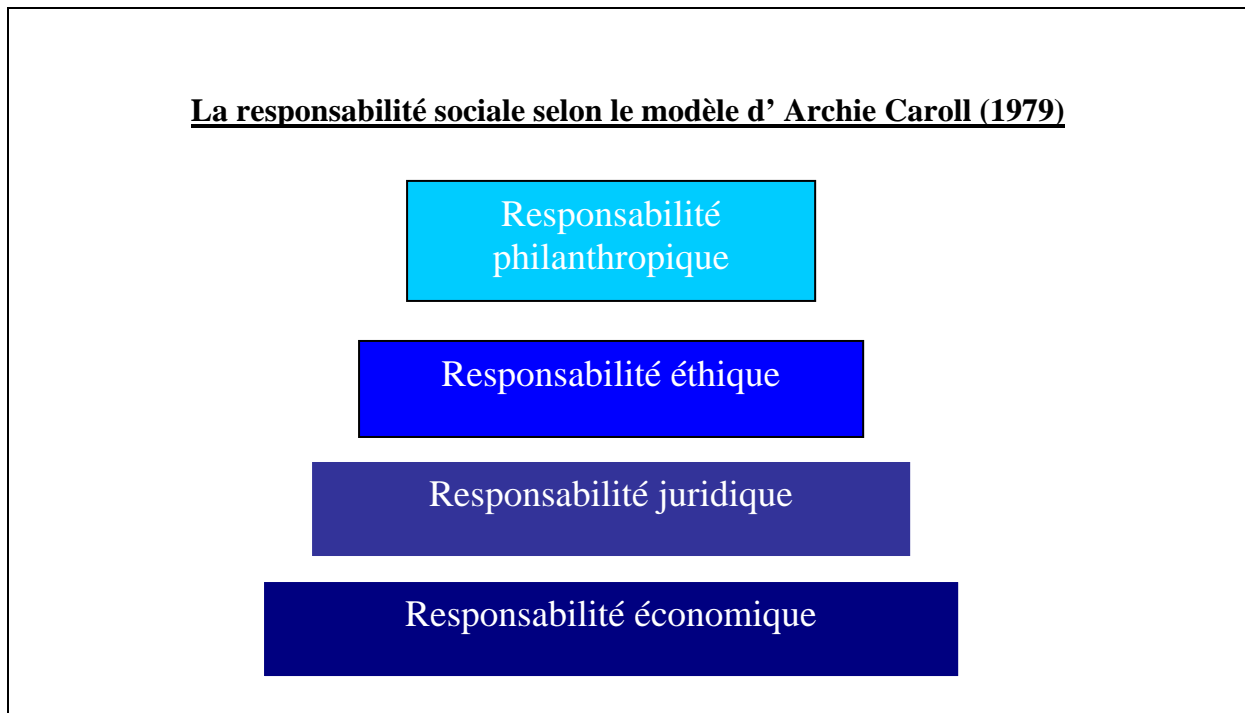 La responsabilité sociale selon le modèle d’ Archie Caroll (1979)
Responsabilité
philanthropique
Responsabilité éthique
Responsabilité juridique
Responsabilité économique